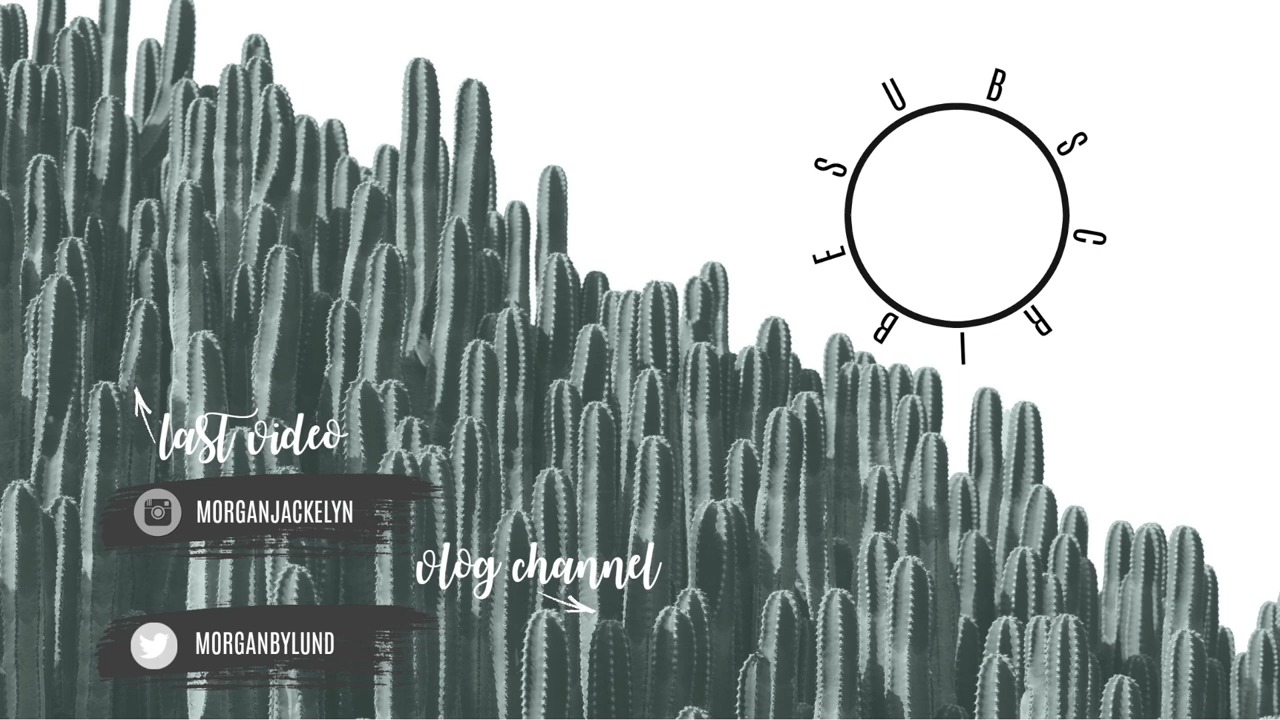 SUBSCRIBE
last video
MORGANJACKELYN
vlog channel
MORGANBYLUND